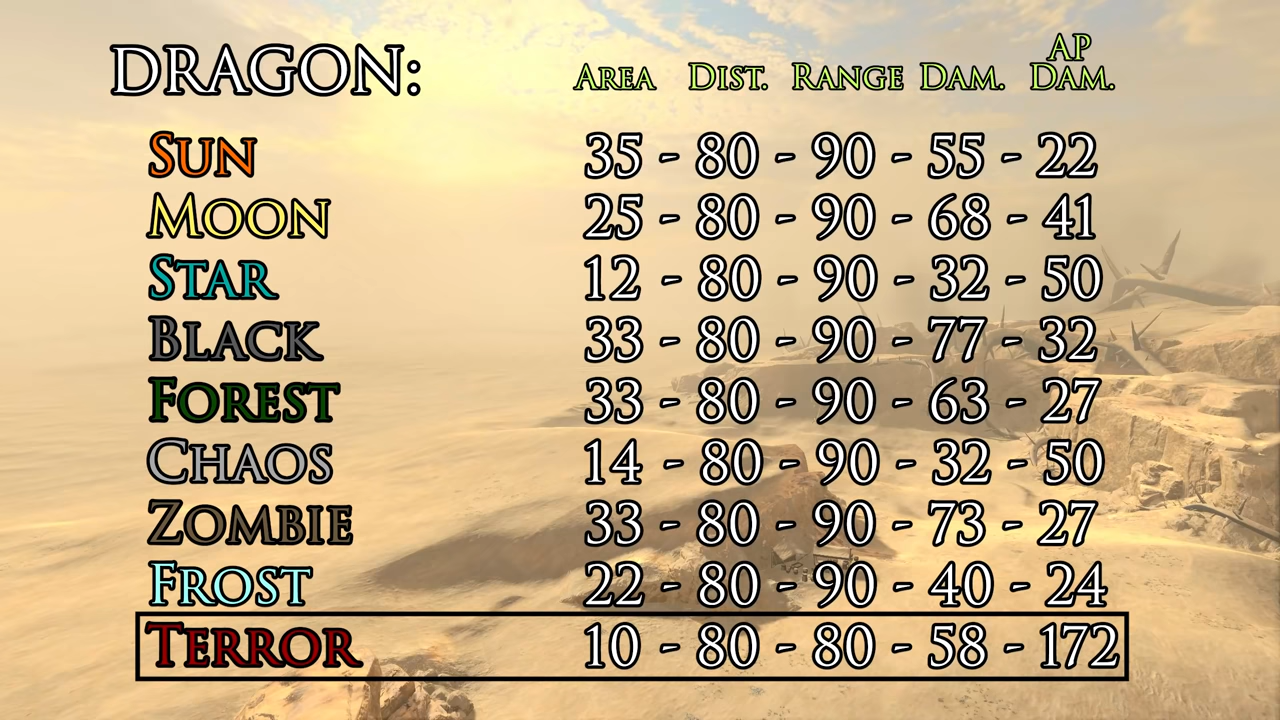 DRAGON: AREA DIST. RANGE DAM. AP DAM.
SUN 35 - 80 - 90 - 55 - 22
MOON 25 - 80 - 90 - 68 - 41
STAR 12 - 80 - 90 - 32 - 50
BLACK 33 - 80 - 90 - 77 - 32
FOREST 33 - 80 - 90 - 63 - 27
CHAOS 14 - 80 - 90 - 32 - 50
ZOMBIE 33 - 80 - 90 - 73 - 27
FROST 22 - 80 - 90 - 40 - 24
TERROR 10 - 80 - 80 - 58 - 172